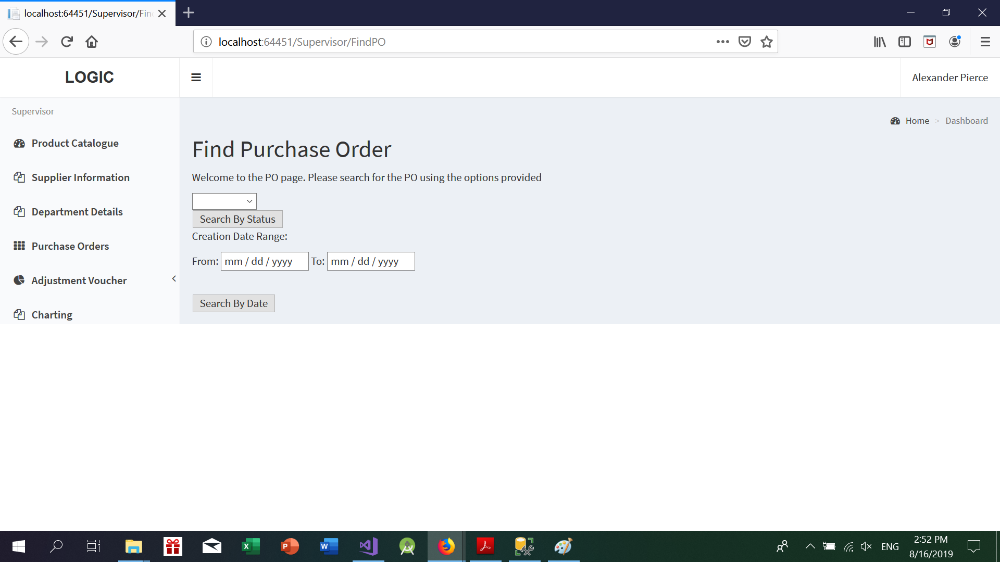 localhost:64451/Supervisor/Fin
localhost:64451/Supervisor/FindPO
LOGIC
Alexander Pierce
Supervisor
Home > Dashboard
Product Catalogue
Supplier Information
Department Details
Purchase Orders
Adjustment Voucher
Charting
Find Purchase Order
Welcome to the PO page. Please search for the PO using the options provided
Search By Status
Creation Date Range:
From: mm / dd / yyyy To: mm / dd / yyyy
Search By Date
ENG
2:52 PM
8/16/2019